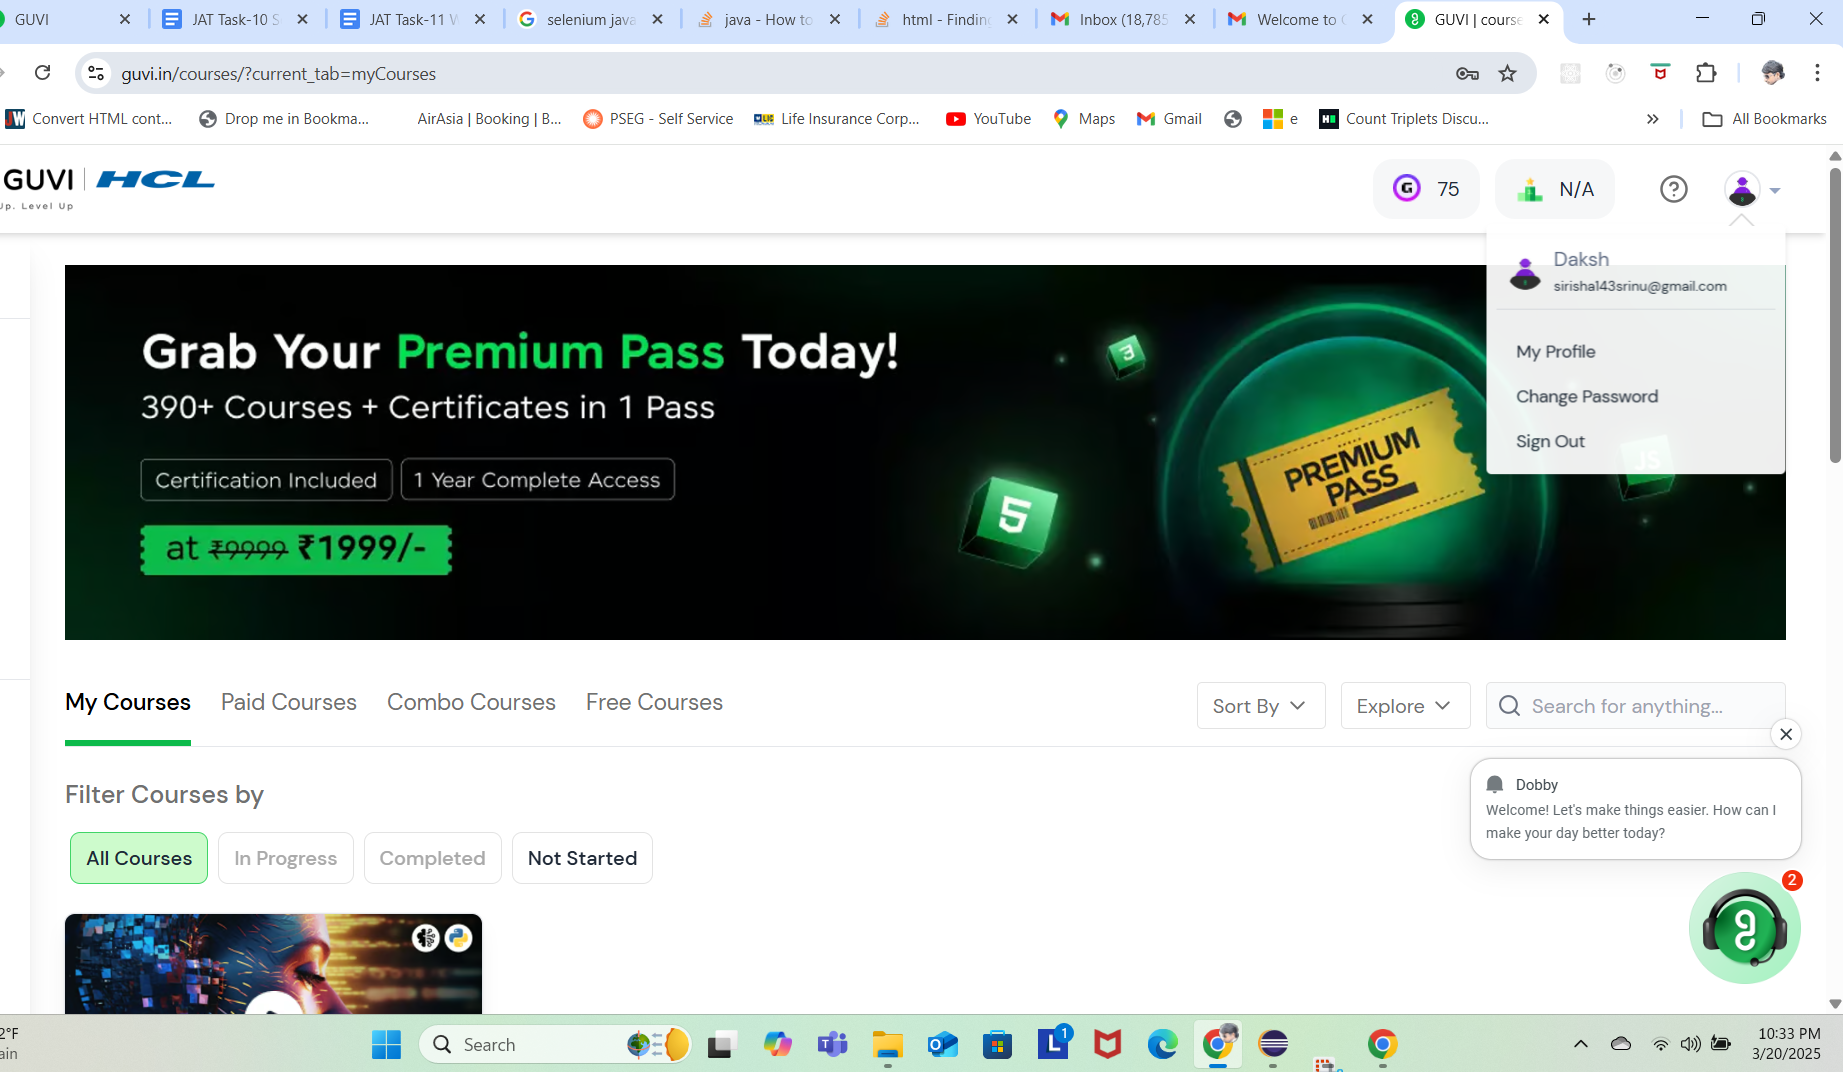 GUVI
JAT Task-10 S
JAT Task-11 W
selenium java
java - How to
html - Finding
Inbox (18,785
Welcome to G
GUVI | course
guvi.in/courses/?current_tab=myCourses
Convert HTML cont...
Drop me in Bookma...
AirAsia | Booking | B...
PSEG - Self Service
Life Insurance Corp...
YouTube
Maps
Gmail
e
Count Triplets Discu...
All Bookmarks
GUVI | HCL
Up. Level Up
75
N/A
Daksh
sirisha143srinu@gmail.com
My Profile
Change Password
Sign Out
Grab Your Premium Pass Today!
390+ Courses + Certificates in 1 Pass
Certification Included
1 Year Complete Access
at ₹9999 ₹1999/-
3
5
PREMIUM
PASS
JS
My Courses
Paid Courses
Combo Courses
Free Courses
Sort By
Explore
Search for anything...
Filter Courses by
All Courses
In Progress
Completed
Not Started
Dobby
Welcome! Let's make things easier. How can I
make your day better today?
2
2°F
ain
Search
1
10:33 PM
3/20/2025